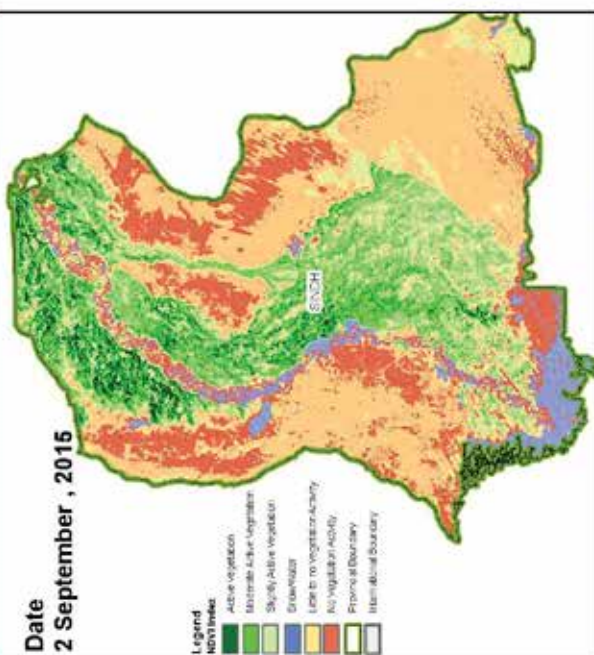 Date
2 September , 2015
SINDH
Legend
NDVI Index
Active Vegetation
Moderate Active Vegetation
Slightly Active Vegetation
Snow/Water
Little to no Vegetation Activity
No Vegetation Activity
Provincial Boundary
International Boundary